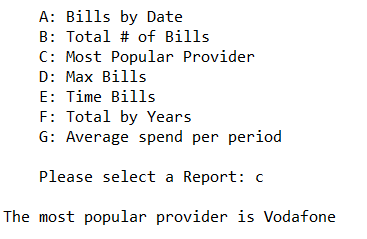 A: Bills by Date
B: Total # of Bills
C: Most Popular Provider
D: Max Bills
E: Time Bills
F: Total by Years
G: Average spend per period
Please select a Report: c
The most popular provider is Vodafone